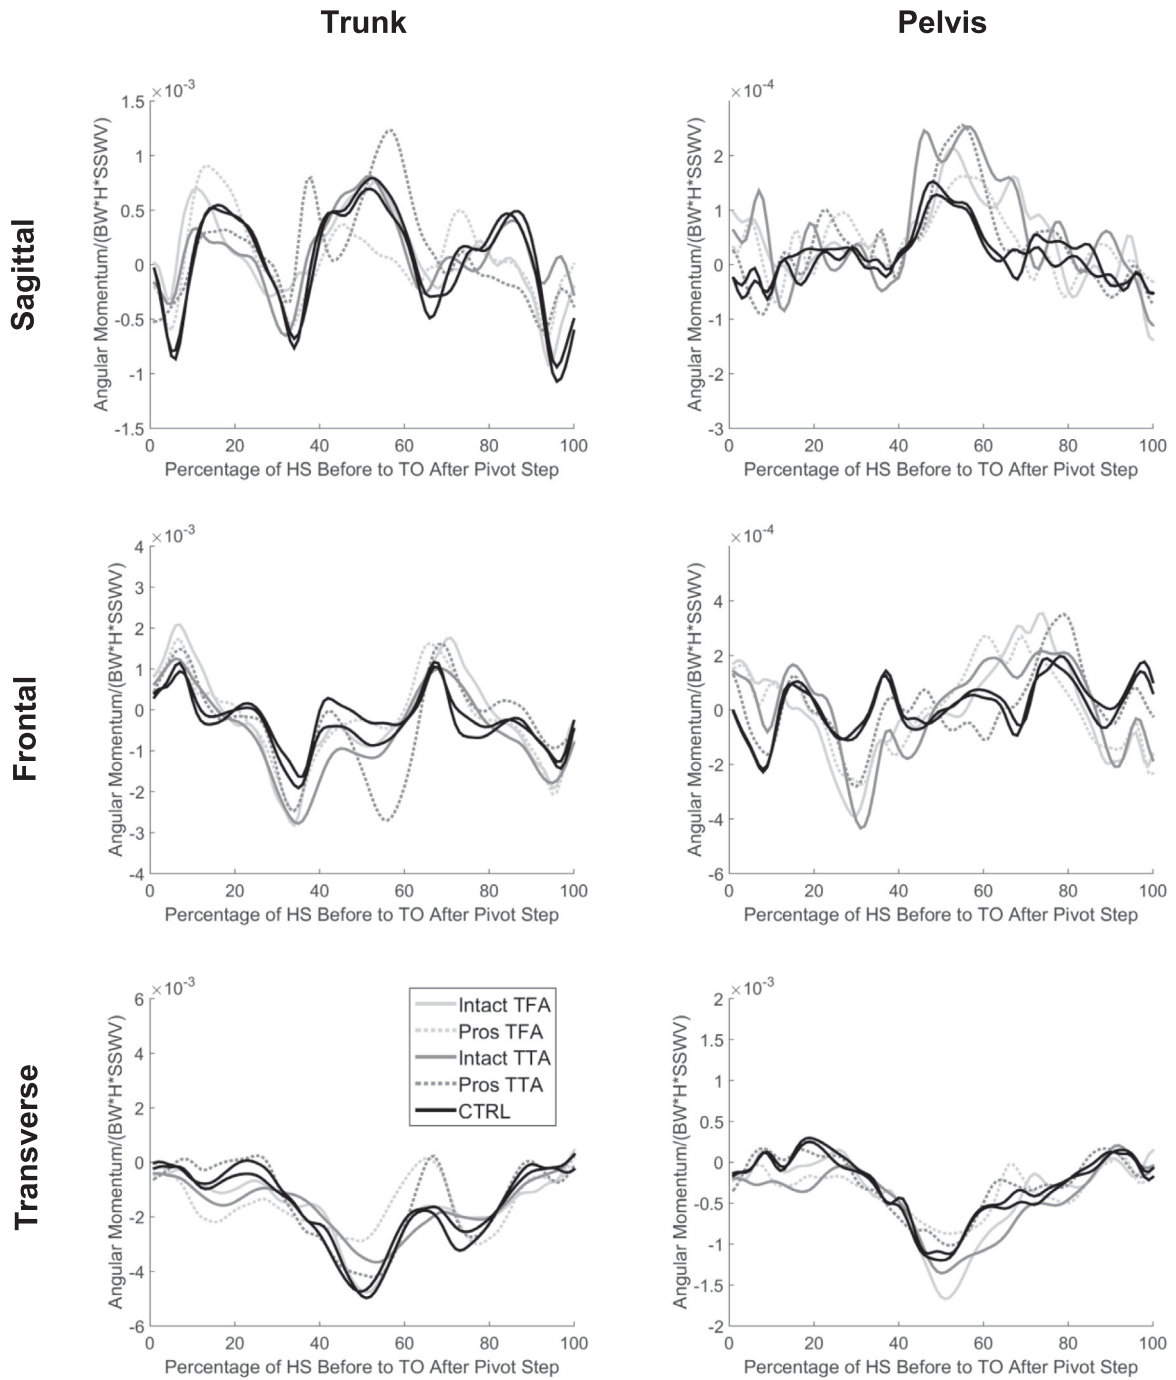 Trunk
Pelvis
Sagittal
×10⁻³
1.5
1
0.5
0
-0.5
-1
-1.5
0 20 40 60 80 100
Angular Momentum/(BW*H*SSWV)
Percentage of HS Before to TO After Pivot Step
×10⁻⁴
2
1
0
-1
-2
-3
0 20 40 60 80 100
Angular Momentum/(BW*H*SSWV)
Percentage of HS Before to TO After Pivot Step
Frontal
×10⁻³
4
3
2
1
0
-1
-2
-3
-4
0 20 40 60 80 100
Angular Momentum/(BW*H*SSWV)
Percentage of HS Before to TO After Pivot Step
×10⁻⁴
4
2
0
-2
-4
-6
0 20 40 60 80 100
Angular Momentum/(BW*H*SSWV)
Percentage of HS Before to TO After Pivot Step
Transverse
×10⁻³
6
4
2
0
-2
-4
-6
0 20 40 60 80 100
Angular Momentum/(BW*H*SSWV)
Percentage of HS Before to TO After Pivot Step
Intact TFA
Pros TFA
Intact TTA
Pros TTA
CTRL
×10⁻³
2
1.5
1
0.5
0
-0.5
-1
-1.5
-2
0 20 40 60 80 100
Angular Momentum/(BW*H*SSWV)
Percentage of HS Before to TO After Pivot Step